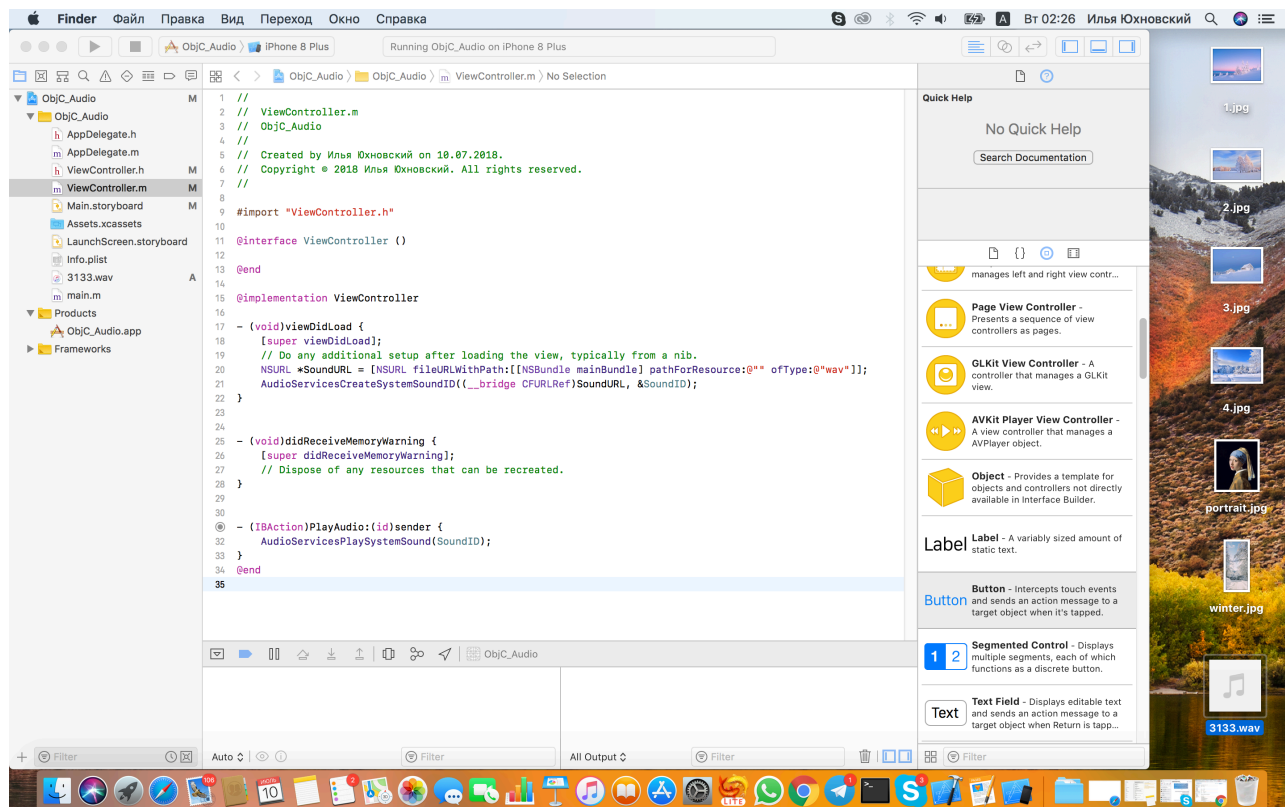 Finder Файл Правка Вид Переход Окно Справка
Вт 02:26 Илья Юхновский
ObjC_Audio iPhone 8 Plus
Running ObjC_Audio on iPhone 8 Plus
ObjC_Audio ObjC_Audio ViewController.m No Selection
ObjC_Audio M
ObjC_Audio
AppDelegate.h
AppDelegate.m
ViewController.h M
ViewController.m M
Main.storyboard M
Assets.xcassets
LaunchScreen.storyboard
Info.plist
3133.wav A
main.m
Products
ObjC_Audio.app
Frameworks
Filter
1 //
2 // ViewController.m
3 // ObjC_Audio
4 //
5 // Created by Илья Юхновский on 10.07.2018.
6 // Copyright © 2018 Илья Юхновский. All rights reserved.
7 //
8
9 #import "ViewController.h"
10
11 @interface ViewController ()
12
13 @end
14
15 @implementation ViewController
16
17 - (void)viewDidLoad {
18 [super viewDidLoad];
19 // Do any additional setup after loading the view, typically from a nib.
20 NSURL *SoundURL = [NSURL fileURLWithPath:[[NSBundle mainBundle] pathForResource:@"" ofType:@"wav"]];
21 AudioServicesCreateSystemSoundID((__bridge CFURLRef)SoundURL, &SoundID);
22 }
23
24
25 - (void)didReceiveMemoryWarning {
26 [super didReceiveMemoryWarning];
27 // Dispose of any resources that can be recreated.
28 }
29
30
- (IBAction)PlayAudio:(id)sender {
32 AudioServicesPlaySystemSound(SoundID);
33 }
34 @end
35
ObjC_Audio
Auto
Filter
All Output
Filter
Quick Help
No Quick Help
Search Documentation
manages left and right view contr...
Page View Controller -
Presents a sequence of view
controllers as pages.
GLKit View Controller - A
controller that manages a GLKit
view.
AVKit Player View Controller -
A view controller that manages a
AVPlayer object.
Object - Provides a template for
objects and controllers not directly
available in Interface Builder.
Label
Label - A variably sized amount of
static text.
Button
Button - Intercepts touch events
and sends an action message to a
target object when it's tapped.
1 2
Segmented Control - Displays
multiple segments, each of which
functions as a discrete button.
Text
Text Field - Displays editable text
and sends an action message to a
target object when Return is tapp...
Filter
1.jpg
2.jpg
3.jpg
4.jpg
portrait.jpg
winter.jpg
3133.wav
106
ИЮЛЬ
10
2
LITE
1
3